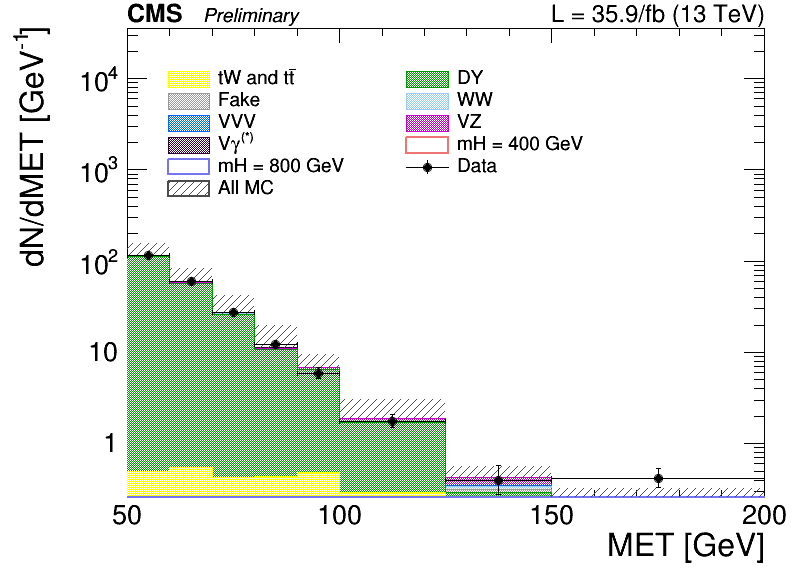 CMS Preliminary L = 35.9/fb (13 TeV)
dN/dMET [GeV⁻¹]
10⁴
10³
10²
10
1
tW and tt̄ DY
Fake WW
VVV VZ
Vγ⁽*⁾ mH = 400 GeV
mH = 800 GeV Data
All MC
50 100 150 200
MET [GeV]